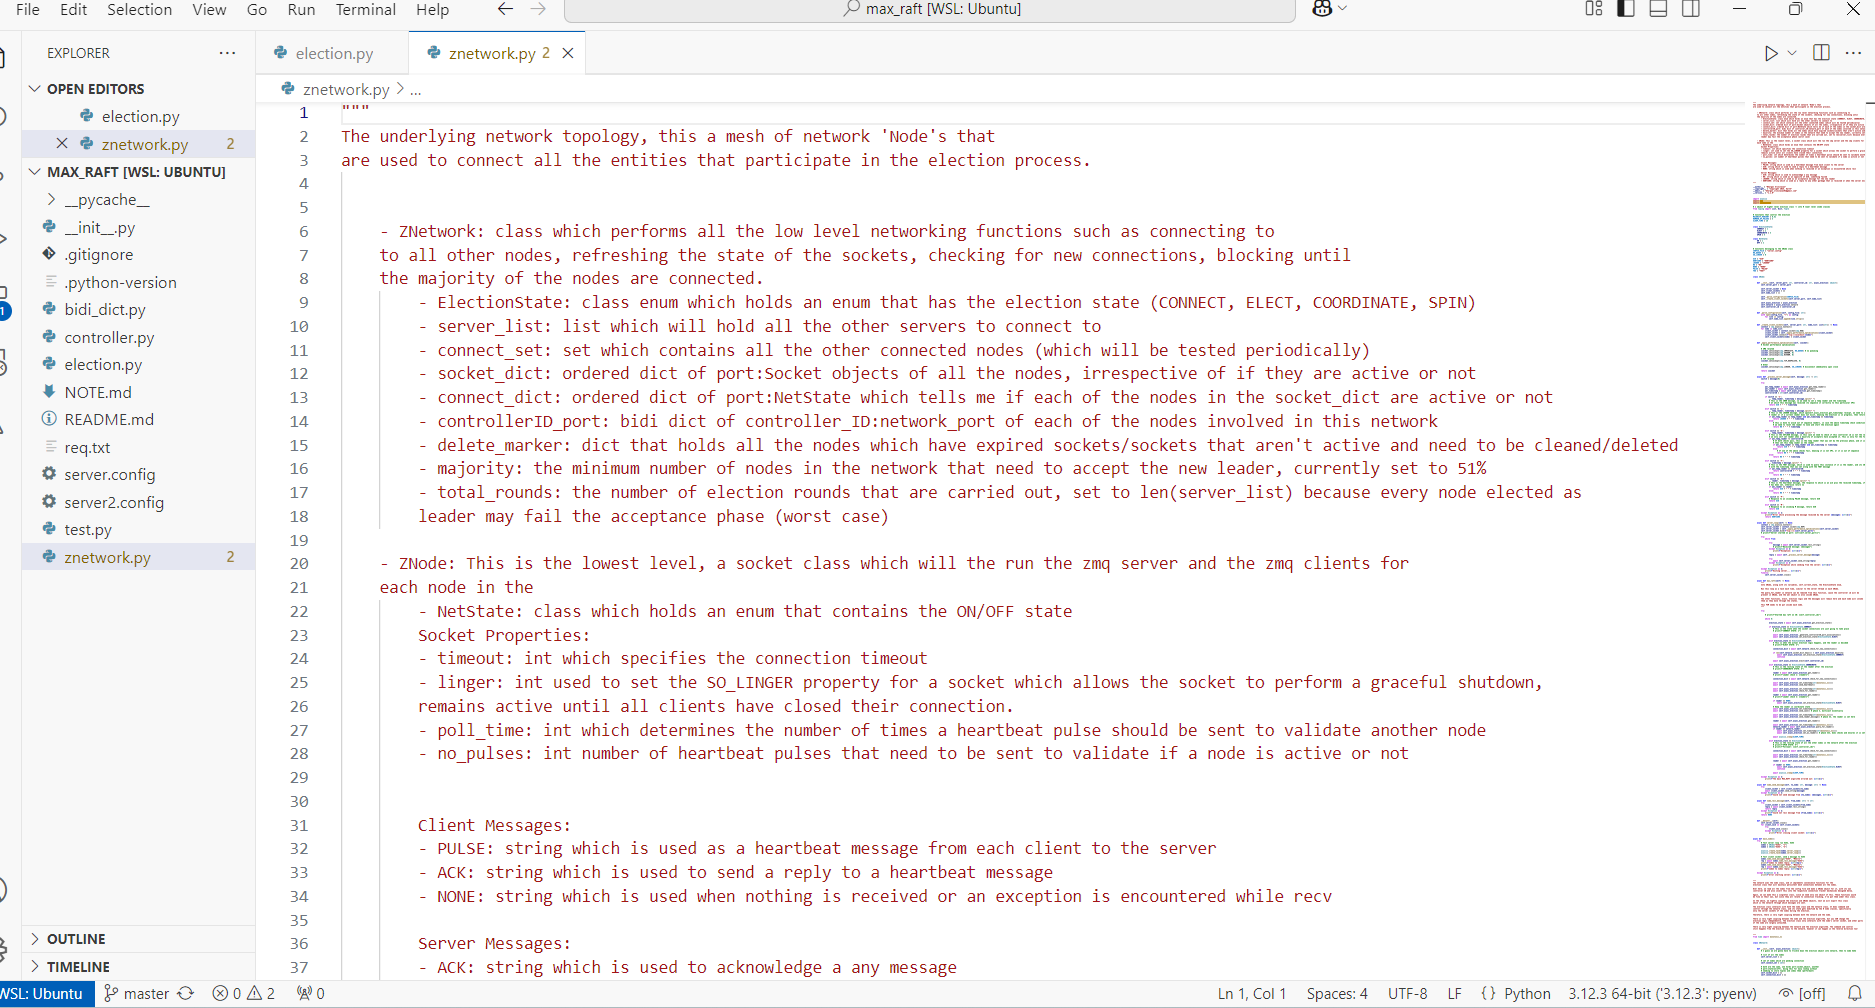 File Edit Selection View Go Run Terminal Help
max_raft [WSL: Ubuntu]
EXPLORER
OPEN EDITORS
election.py
znetwork.py 2
MAX_RAFT [WSL: UBUNTU]
__pycache__
__init__.py
.gitignore
.python-version
bidi_dict.py
controller.py
election.py
NOTE.md
README.md
req.txt
server.config
server2.config
test.py
znetwork.py 2
OUTLINE
TIMELINE
election.py
znetwork.py 2
znetwork.py > ...
1 """
2 The underlying network topology, this a mesh of network 'Node's that
3 are used to connect all the entities that participate in the election process.
4
5
6 - ZNetwork: class which performs all the low level networking functions such as connecting to
7 to all other nodes, refreshing the state of the sockets, checking for new connections, blocking until
8 the majority of the nodes are connected.
9 - ElectionState: class enum which holds an enum that has the election state (CONNECT, ELECT, COORDINATE, SPIN)
10 - server_list: list which will hold all the other servers to connect to
11 - connect_set: set which contains all the other connected nodes (which will be tested periodically)
12 - socket_dict: ordered dict of port:Socket objects of all the nodes, irrespective of if they are active or not
13 - connect_dict: ordered dict of port:NetState which tells me if each of the nodes in the socket_dict are active or not
14 - controllerID_port: bidi dict of controller_ID:network_port of each of the nodes involved in this network
15 - delete_marker: dict that holds all the nodes which have expired sockets/sockets that aren't active and need to be cleaned/deleted
16 - majority: the minimum number of nodes in the network that need to accept the new leader, currently set to 51%
17 - total_rounds: the number of election rounds that are carried out, set to len(server_list) because every node elected as
18 leader may fail the acceptance phase (worst case)
19
20 - ZNode: This is the lowest level, a socket class which will the run the zmq server and the zmq clients for
21 each node in the
22 - NetState: class which holds an enum that contains the ON/OFF state
23 Socket Properties:
24 - timeout: int which specifies the connection timeout
25 - linger: int used to set the SO_LINGER property for a socket which allows the socket to perform a graceful shutdown,
26 remains active until all clients have closed their connection.
27 - poll_time: int which determines the number of times a heartbeat pulse should be sent to validate another node
28 - no_pulses: int number of heartbeat pulses that need to be sent to validate if a node is active or not
29
30
31 Client Messages:
32 - PULSE: string which is used as a heartbeat message from each client to the server
33 - ACK: string which is used to send a reply to a heartbeat message
34 - NONE: string which is used when nothing is received or an exception is encountered while recv
35
36 Server Messages:
37 - ACK: string which is used to acknowledge a any message
WSL: Ubuntu master 0 2 0 Ln 1, Col 1 Spaces: 4 UTF-8 LF {} Python 3.12.3 64-bit ('3.12.3': pyenv) [off]